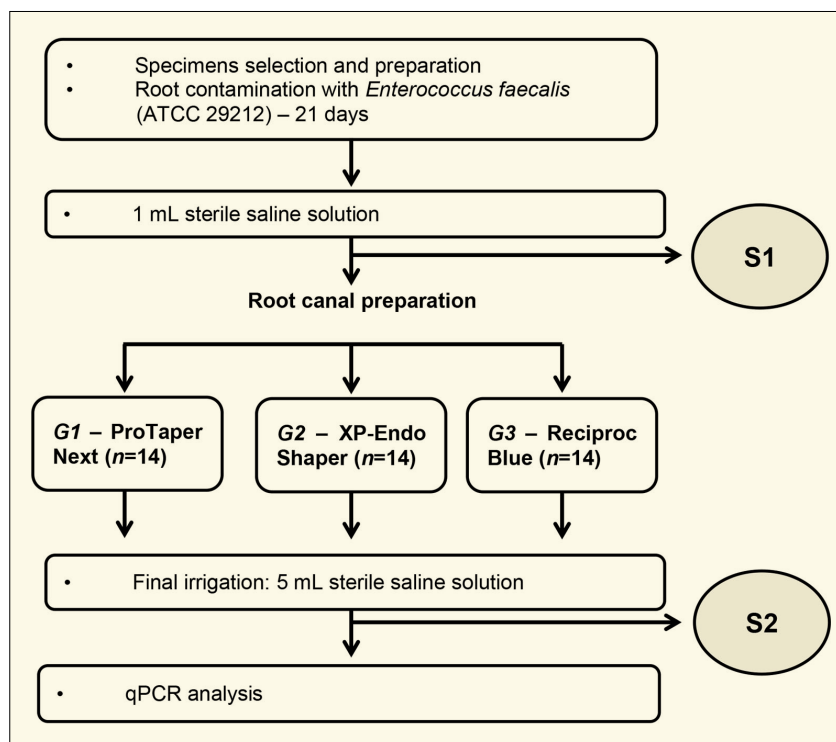 • Specimens selection and preparation
• Root contamination with Enterococcus faecalis
(ATCC 29212) – 21 days
• 1 mL sterile saline solution
S1
Root canal preparation
G1 – ProTaper
Next (n=14)
G2 – XP-Endo
Shaper (n=14)
G3 – Reciproc
Blue (n=14)
• Final irrigation: 5 mL sterile saline solution
S2
• qPCR analysis